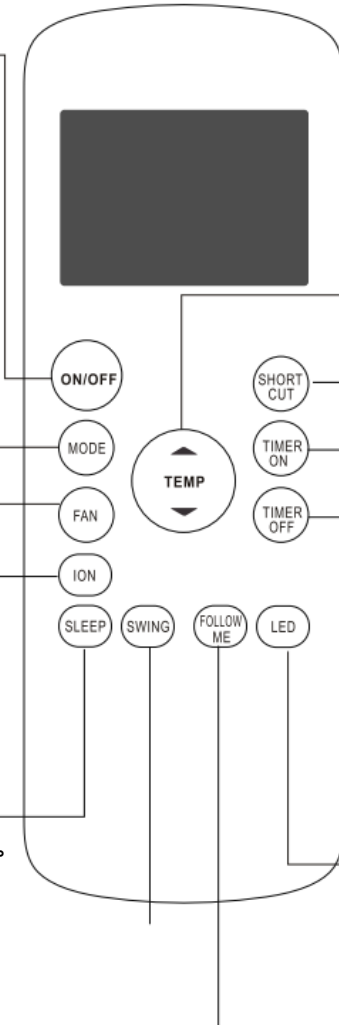 ON/OFF
SHORT
CUT
MODE
TEMP
TIMER
ON
FAN
TIMER
OFF
ION
SLEEP
SWING
FOLLOW
ME
LED